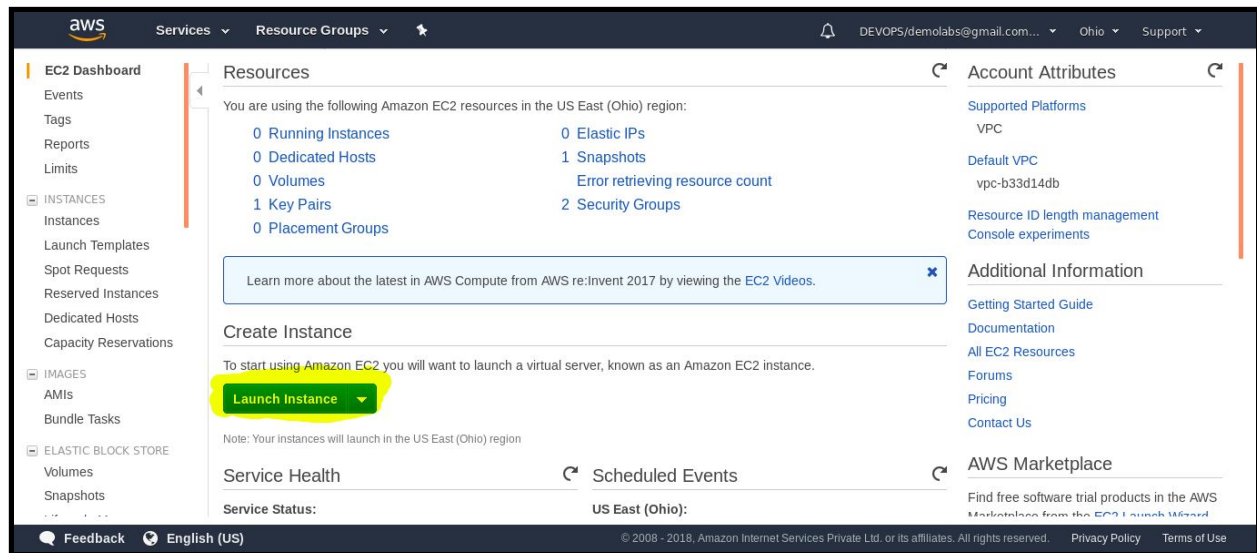 aws Services Resource Groups DEVOPS/demolabs@gmail.com... Ohio Support
EC2 Dashboard
Events
Tags
Reports
Limits
INSTANCES
Instances
Launch Templates
Spot Requests
Reserved Instances
Dedicated Hosts
Capacity Reservations
IMAGES
AMIs
Bundle Tasks
ELASTIC BLOCK STORE
Volumes
Snapshots
Resources
You are using the following Amazon EC2 resources in the US East (Ohio) region:
0 Running Instances
0 Dedicated Hosts
0 Volumes
1 Key Pairs
0 Placement Groups
0 Elastic IPs
1 Snapshots
Error retrieving resource count
2 Security Groups
Learn more about the latest in AWS Compute from AWS re:Invent 2017 by viewing the EC2 Videos.
Create Instance
To start using Amazon EC2 you will want to launch a virtual server, known as an Amazon EC2 instance.
Launch Instance
Note: Your instances will launch in the US East (Ohio) region
Service Health
Service Status:
Scheduled Events
US East (Ohio):
Account Attributes
Supported Platforms
VPC
Default VPC
vpc-b33d14db
Resource ID length management
Console experiments
Additional Information
Getting Started Guide
Documentation
All EC2 Resources
Forums
Pricing
Contact Us
AWS Marketplace
Find free software trial products in the AWS
Marketplace from the EC2 Launch Wizard
Feedback English (US) © 2008 - 2018, Amazon Internet Services Private Ltd. or its affiliates. All rights reserved. Privacy Policy Terms of Use